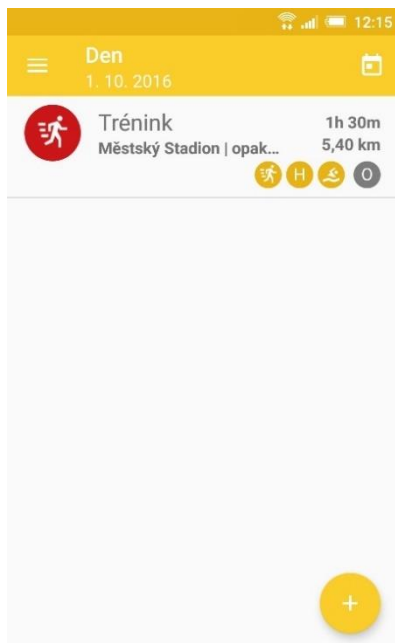 12:15
Den
1. 10. 2016
Trénink
1h 30m
Městský Stadion | opak...
5,40 km
H
O
+